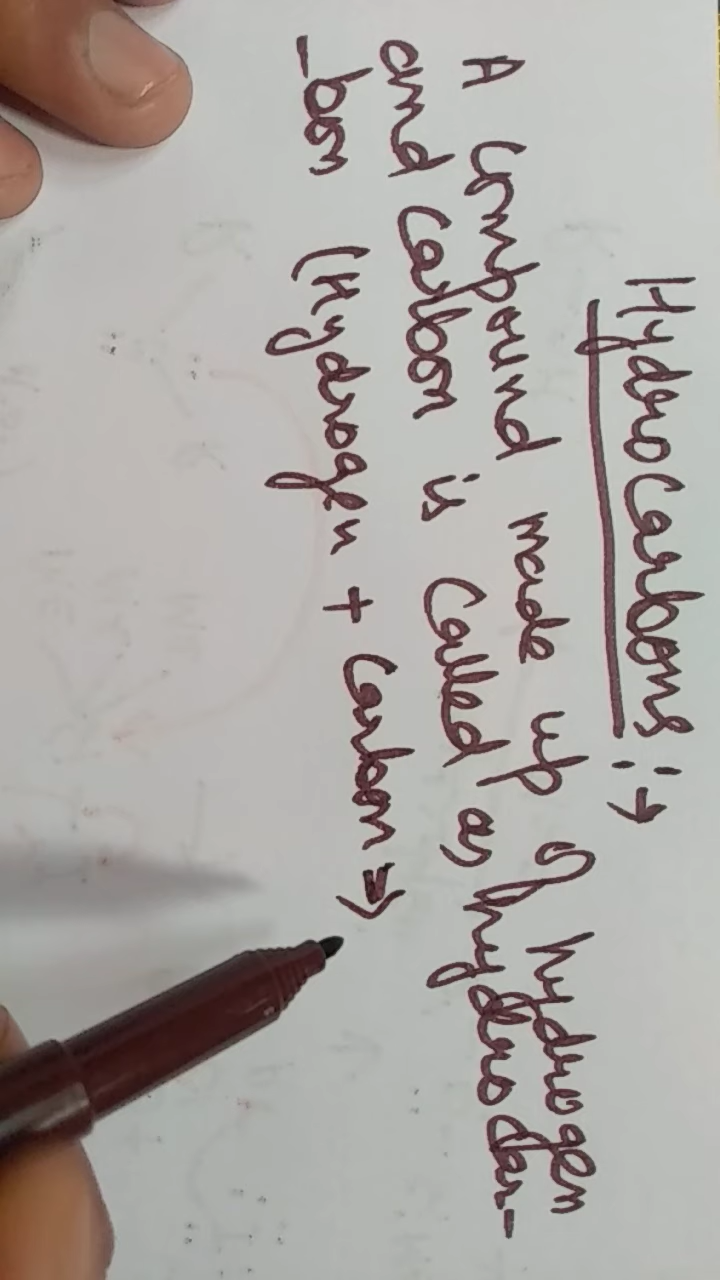 Hydrocarbons :→
A Compound made up of hydrogen
and Carbon is Called as hydrocar-
-bon (Hydrogen + Carbon ⇒